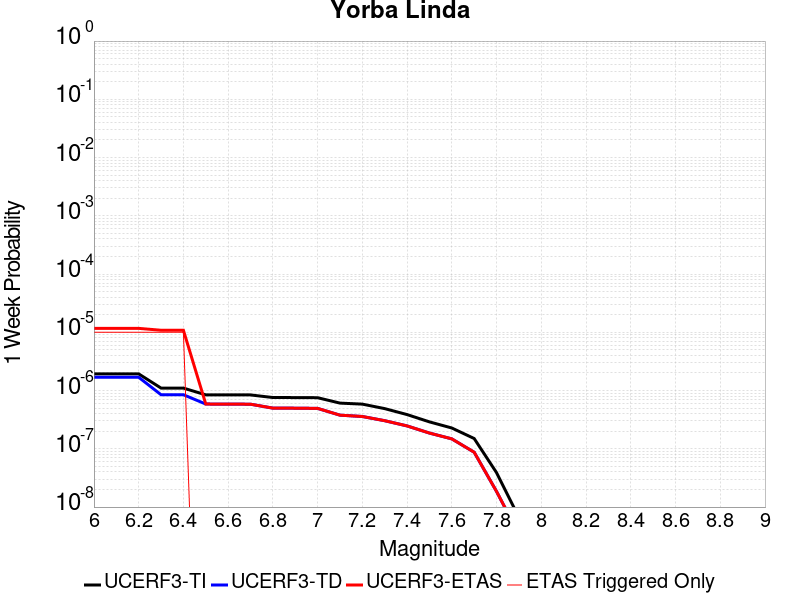 Yorba Linda
10 0
10 -1
10 -2
10 -3
10 -4
10 -5
10 -6
10 -7
10 -8
1 Week Probability
6 6.2 6.4 6.6 6.8 7 7.2 7.4 7.6 7.8 8 8.2 8.4 8.6 8.8 9
Magnitude
UCERF3-TI UCERF3-TD UCERF3-ETAS ETAS Triggered Only